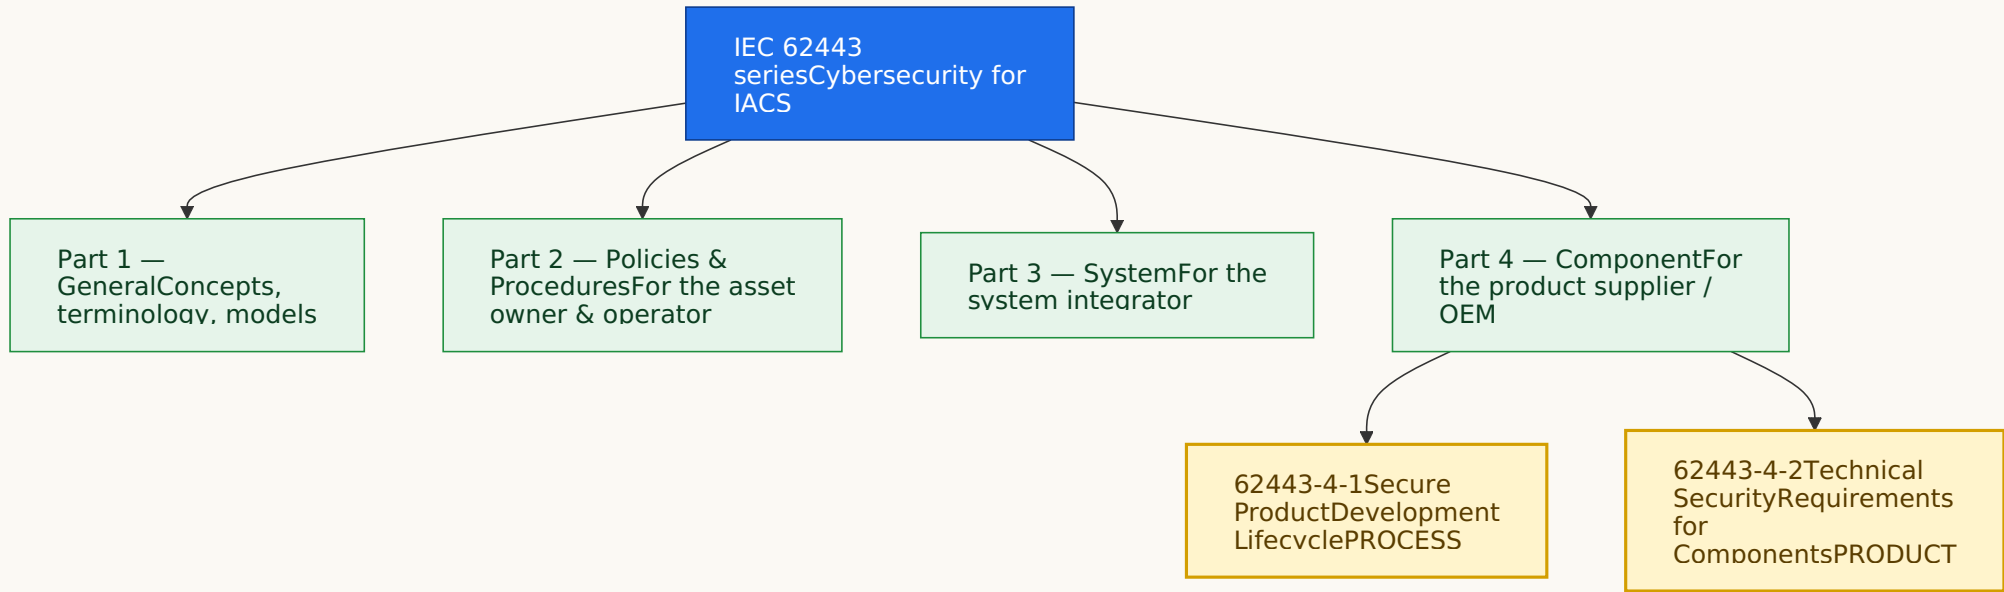 IEC 62443
seriesCybersecurity for
IACS
Part 1 —
GeneralConcepts,
terminology, models
Part 2 — Policies &
ProceduresFor the asset
owner & operator
Part 3 — SystemFor the
system integrator
Part 4 — ComponentFor
the product supplier /
OEM
62443-4-1Secure
ProductDevelopment
LifecyclePROCESS
62443-4-2Technical
SecurityRequirements
for
ComponentsPRODUCT